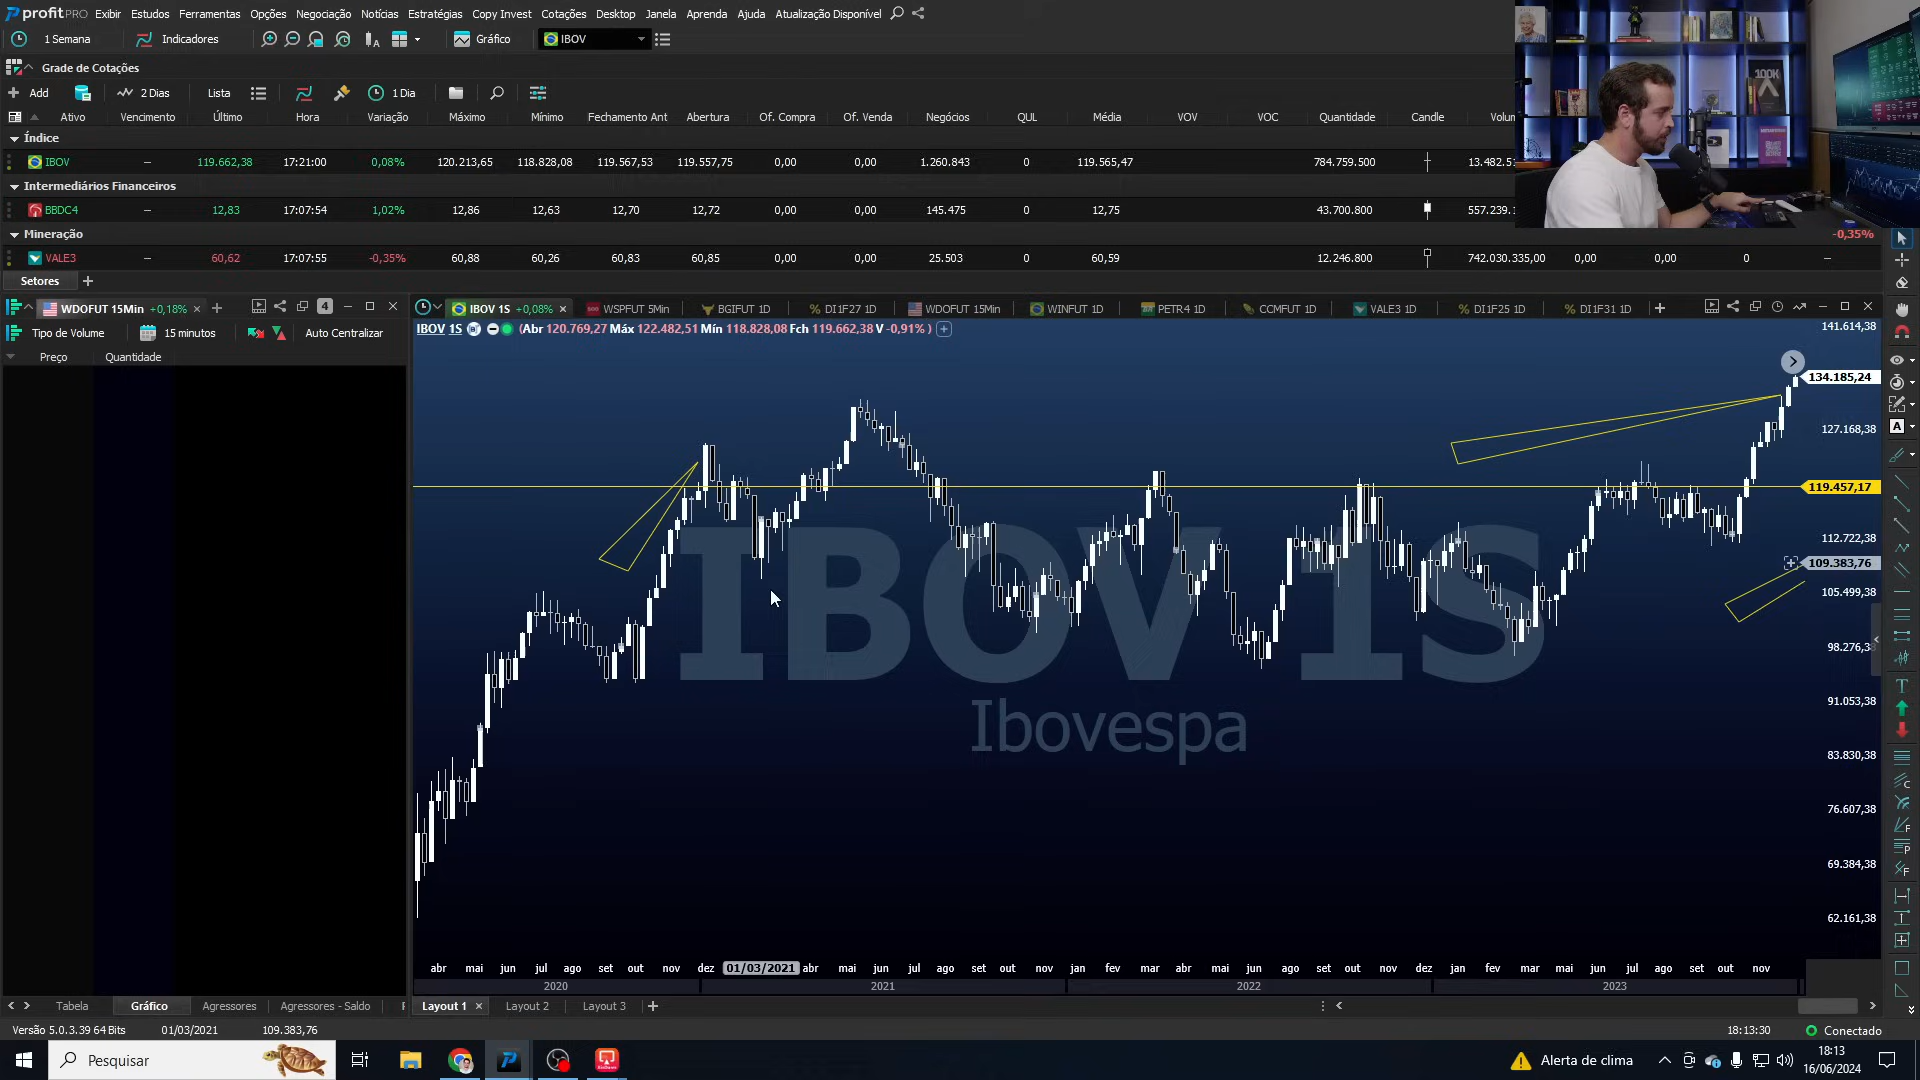 profitPRO Exibir Estudos Ferramentas Opções Negociação Notícias Estratégias Copy Invest Cotações Desktop Janela Aprenda Ajuda Atualização Disponível
1 Semana Indicadores Gráfico IBOV
Grade de Cotações
Add 2 Dias Lista 1 Dia
Ativo Vencimento Último Hora Variação Máximo Mínimo Fechamento Ant Abertura Of. Compra Of. Venda Negócios QUL Média VOV VOC Quantidade Candle
Índice
IBOV – 119.662,38 17:21:00 0,08% 120.213,65 118.828,08 119.567,53 119.557,75 0,00 0,00 1.260.843 0 119.565,47 784.759.500
Intermediários Financeiros
BBDC4 – 12,83 17:07:54 1,02% 12,86 12,63 12,70 12,72 0,00 0,00 145.475 0 12,75 43.700.800
Mineração -0,35%
VALE3 – 60,62 17:07:55 -0,35% 60,88 60,26 60,83 60,85 0,00 0,00 25.503 0 60,59 12.246.800 742.030.335,00 0,00 0,00 0 –
Setores
WDOFUT 15Min +0,18% 4
IBOV 1S +0,08% WSPFUT 5Min BGIFUT 1D DI1F27 1D WDOFUT 15Min WINFUT 1D PETR4 1D CCMFUT 1D VALE3 1D DI1F25 1D DI1F31 1D
Tipo de Volume 15 minutos Auto Centralizar
IBOV 1S (Abr 120.769,27 Máx 122.482,51 Mín 118.828,08 Fch 119.662,38 V -0,91% )
Preço Quantidade
141.614,38
134.185,24
127.168,38
119.457,17
112.722,38
109.383,76
105.499,38
98.276,38
91.053,38
83.830,38
76.607,38
69.384,38
62.161,38
IBOV 1S
Ibovespa
100K
abr mai jun jul ago set out nov dez 01/03/2021 abr mai jun jul ago set out nov jan fev mar abr mai jun ago set out nov dez jan fev mar mai jun jul ago set out nov
2020 2021 2022 2023
Tabela Gráfico Agressores Agressores - Saldo
Layout 1 Layout 2 Layout 3
Versão 5.0.3.39 64 Bits 01/03/2021 109.383,76 18:13:30 Conectado
Pesquisar
Alerta de clima
18:13
16/06/2024